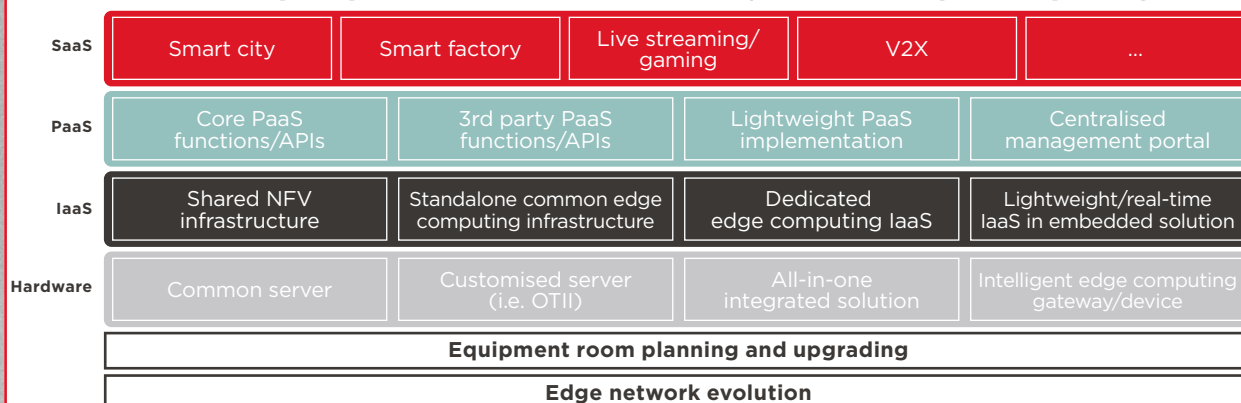 SaaS
Smart city
Smart factory
Live streaming/
gaming
V2X
...
PaaS
Core PaaS
functions/APIs
3rd party PaaS
functions/APIs
Lightweight PaaS
implementation
Centralised
management portal
IaaS
Shared NFV
infrastructure
Standalone common edge
computing infrastructure
Dedicated
edge computing IaaS
Lightweight/real-time
IaaS in embedded solution
Hardware
Common server
Customised server
(i.e. OTII)
All-in-one
integrated solution
Intelligent edge computing
gateway/device
Equipment room planning and upgrading
Edge network evolution